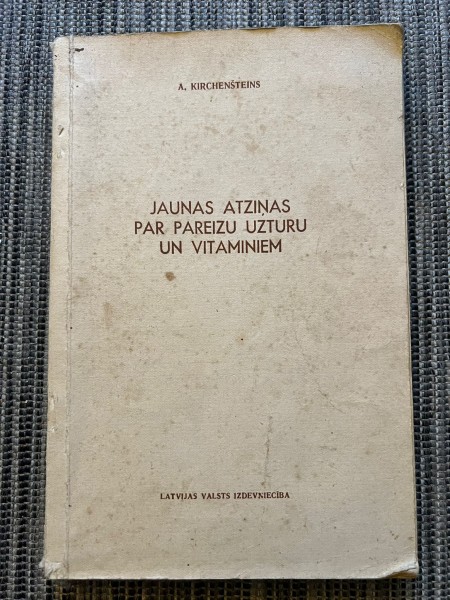 A. KIRCHENŠTEINS
JAUNAS ATZIŅAS
PAR PAREIZU UZTURU
UN VITAMINIEM
LATVIJAS VALSTS IZDEVNIECĪBA